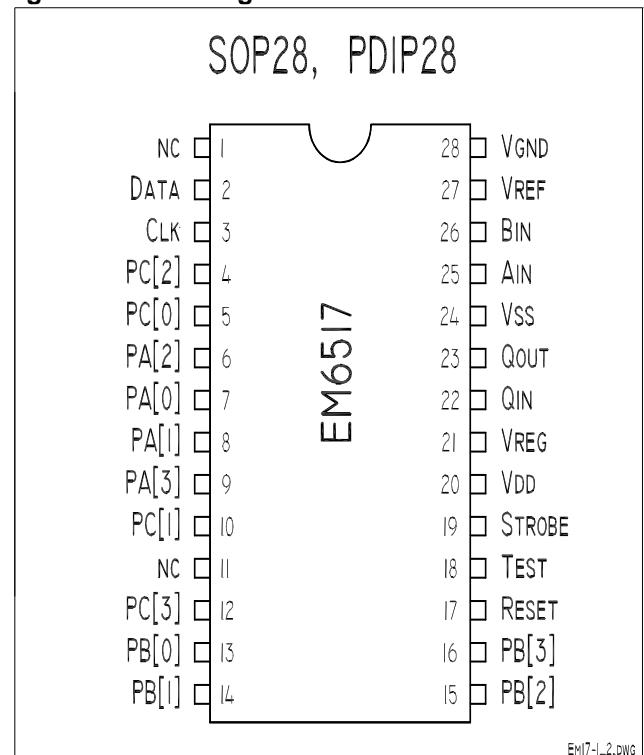 SOP28, PDIP28
NC 1 28 VGND
DATA 2 27 VREF
CLK 3 26 BIN
PC[2] 4 25 AIN
PC[0] 5 24 VSS
PA[2] 6 23 QOUT
PA[0] 7 22 QIN
PA[1] 8 21 VREG
PA[3] 9 20 VDD
PC[1] 10 19 STROBE
NC 11 18 TEST
PC[3] 12 17 RESET
PB[0] 13 16 PB[3]
PB[1] 14 15 PB[2]
EM6517
EM17-1_2.DWG